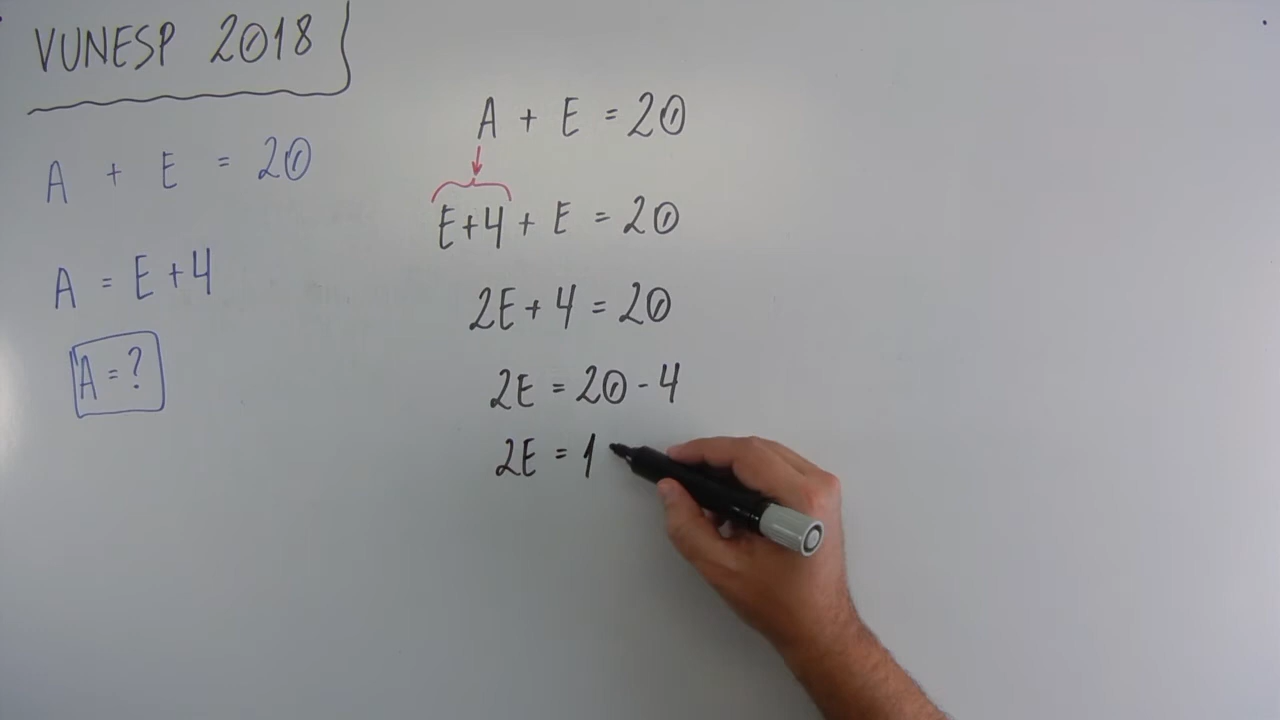 VUNESP 2018
A + E = 20
A = E + 4
A = ?
A + E = 20
E + 4 + E = 20
2E + 4 = 20
2E = 20 - 4
2E = 1